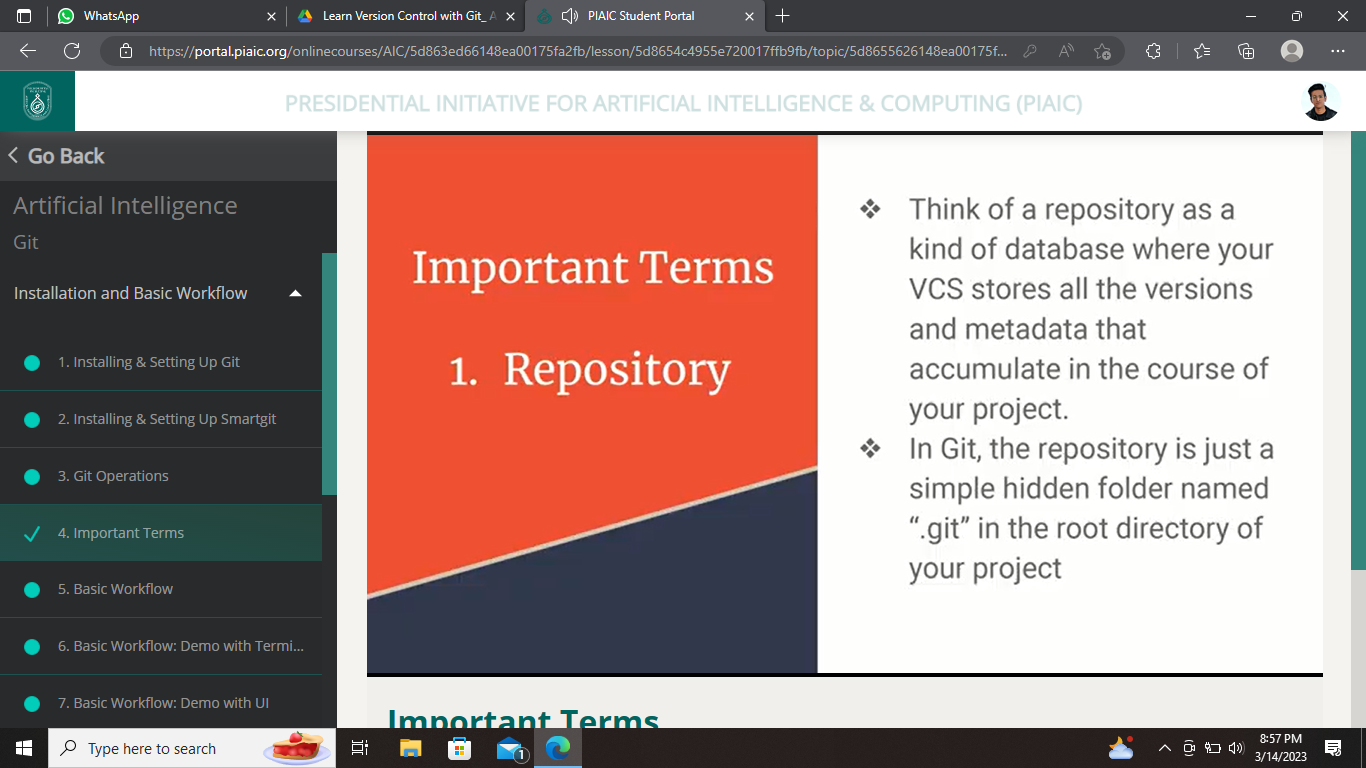 WhatsApp
Learn Version Control with Git_ A
PIAIC Student Portal
https://portal.piaic.org/onlinecourses/AIC/5d863ed66148ea00175fa2fb/lesson/5d8654c4955e720017ffb9fb/topic/5d8655626148ea00175f...
PRESIDENTIAL INITIATIVE FOR ARTIFICIAL INTELLIGENCE & COMPUTING (PIAIC)
Go Back
Artificial Intelligence
Git
Installation and Basic Workflow
1. Installing & Setting Up Git
2. Installing & Setting Up Smartgit
3. Git Operations
4. Important Terms
5. Basic Workflow
6. Basic Workflow: Demo with Termi...
7. Basic Workflow: Demo with UI
Important Terms
1. Repository
❖ Think of a repository as a
kind of database where your
VCS stores all the versions
and metadata that
accumulate in the course of
your project.
❖ In Git, the repository is just a
simple hidden folder named
“.git” in the root directory of
your project
Important Terms
Type here to search
1
8:57 PM
3/14/2023